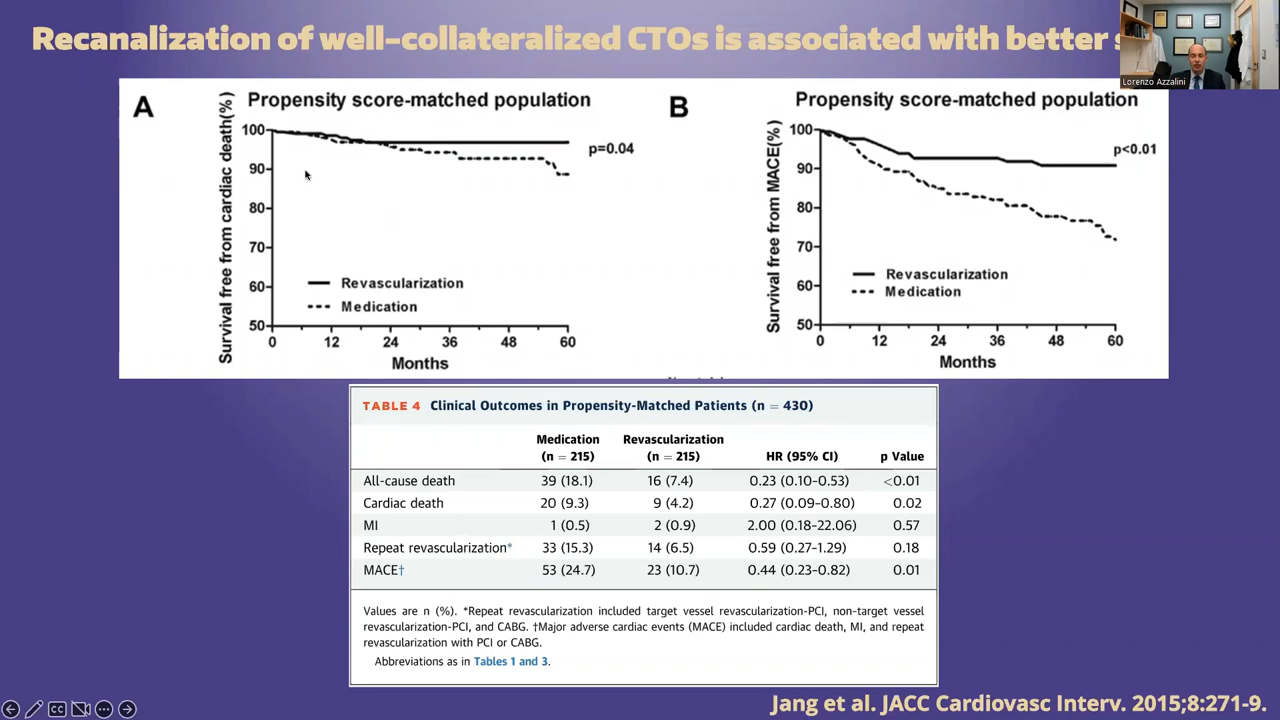 Recanalization of well-collateralized CTOs is associated with better
Lorenzo Azzalini
A
Propensity score-matched population
Survival free from cardiac death(%)
100
90
80
70
60
50
p=0.04
Revascularization
Medication
0 12 24 36 48 60
Months
B
Propensity score-matched population
Survival free from MACE(%)
100
90
80
70
60
50
p<0.01
Revascularization
Medication
0 12 24 36 48 60
Months
TABLE 4 Clinical Outcomes in Propensity-Matched Patients (n = 430)
Medication (n = 215) Revascularization (n = 215) HR (95% CI) p Value
All-cause death 39 (18.1) 16 (7.4) 0.23 (0.10–0.53) <0.01
Cardiac death 20 (9.3) 9 (4.2) 0.27 (0.09–0.80) 0.02
MI 1 (0.5) 2 (0.9) 2.00 (0.18–22.06) 0.57
Repeat revascularization* 33 (15.3) 14 (6.5) 0.59 (0.27–1.29) 0.18
MACE† 53 (24.7) 23 (10.7) 0.44 (0.23–0.82) 0.01
Values are n (%). *Repeat revascularization included target vessel revascularization-PCI, non-target vessel
revascularization-PCI, and CABG. †Major adverse cardiac events (MACE) included cardiac death, MI, and repeat
revascularization with PCI or CABG.
Abbreviations as in Tables 1 and 3.
Jang et al. JACC Cardiovasc Interv. 2015;8:271-9.